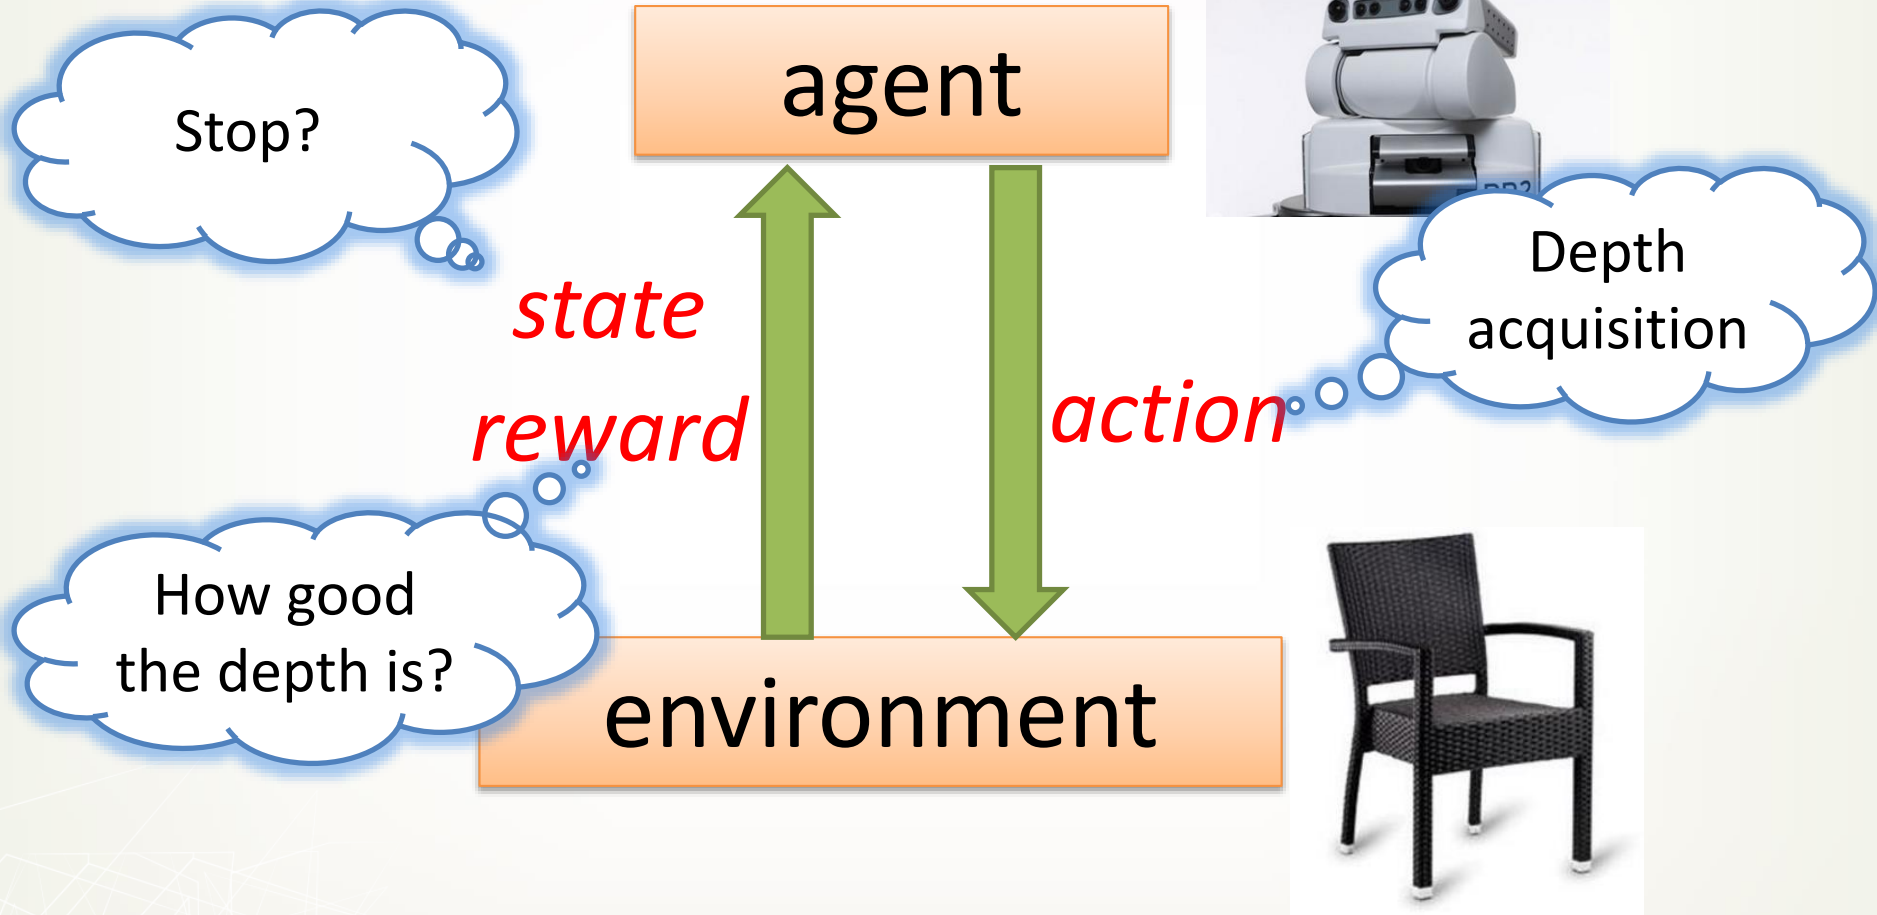 agent
Stop?
Depth
acquisition
state
reward
action
How good
the depth is?
environment